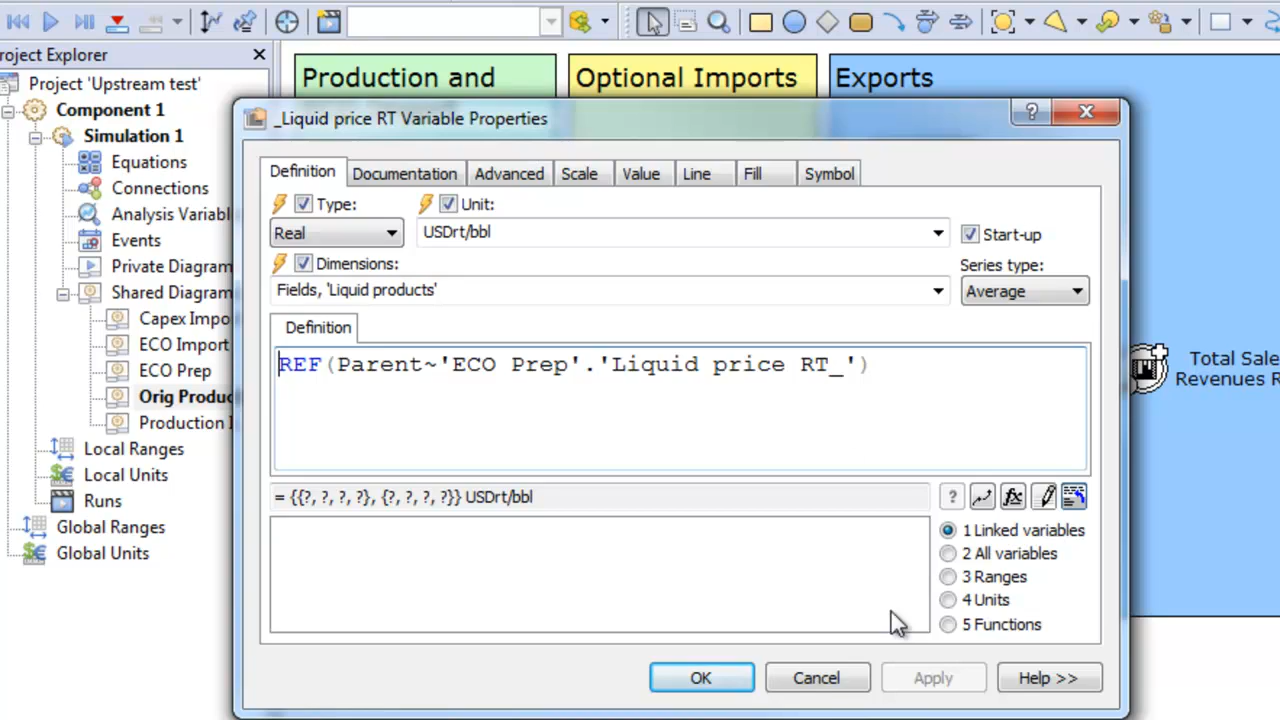 roject Explorer
Project 'Upstream test'
Component 1
Simulation 1
Equations
Connections
Analysis Variabl
Events
Private Diagram
Shared Diagram
Capex Impo
ECO Import
ECO Prep
Orig Produc
Production I
Local Ranges
Local Units
Runs
Global Ranges
Global Units
Production and
Optional Imports
Exports
_Liquid price RT Variable Properties
Definition
Documentation
Advanced
Scale
Value
Line
Fill
Symbol
Type:
Unit:
Real
USDrt/bbl
Start-up
Dimensions:
Series type:
Fields, 'Liquid products'
Average
Definition
REF(Parent~'ECO Prep'.'Liquid price RT_')
= {{?, ?, ?, ?}, {?, ?, ?, ?}} USDrt/bbl
1 Linked variables
2 All variables
3 Ranges
4 Units
5 Functions
OK
Cancel
Apply
Help >>
Total Sale
Revenues R